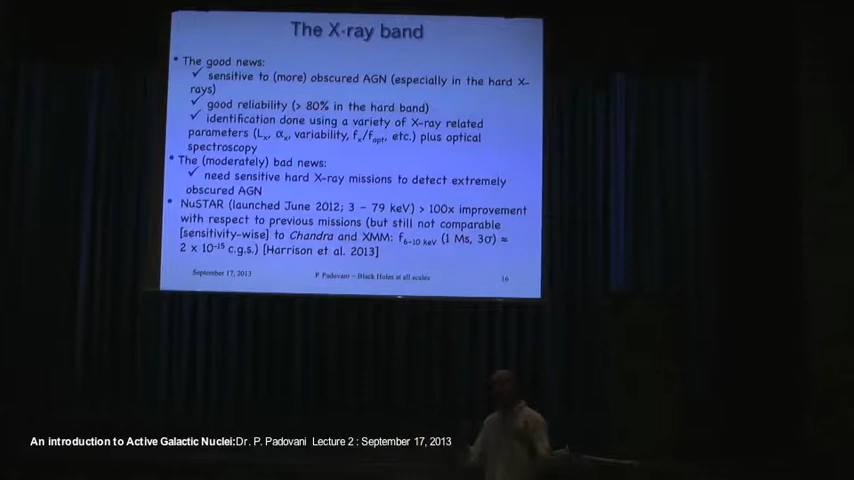 The X-ray band
• The good news:
✓ sensitive to (more) obscured AGN (especially in the hard X-
rays)
✓ good reliability (> 80% in the hard band)
✓ identification done using a variety of X-ray related
parameters (Lx, αx, variability, fx/fopt, etc.) plus optical
spectroscopy
• The (moderately) bad news:
✓ need sensitive hard X-ray missions to detect extremely
obscured AGN
• NuSTAR (launched June 2012; 3 – 79 keV) > 100x improvement
with respect to previous missions (but still not comparable
[sensitivity-wise] to Chandra and XMM: f6-10 keV (1 Ms, 3σ) ≈
2 x 10⁻¹⁵ c.g.s.) [Harrison et al. 2013]
September 17, 2013 P. Padovani – Black Holes at all scales 16
An introduction to Active Galactic Nuclei:Dr. P. Padovani Lecture 2 : September 17, 2013